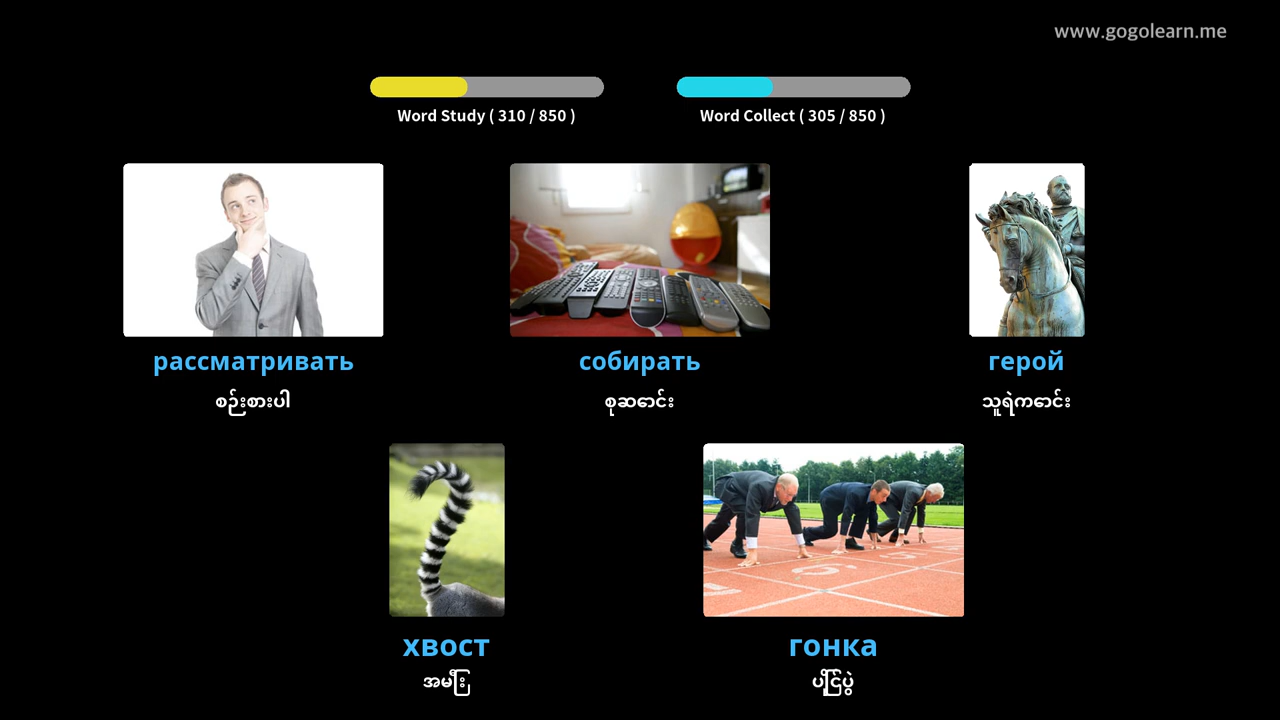 www.gogolearn.me
Word Study ( 310 / 850 )
Word Collect ( 305 / 850 )
рассматривать
собирать
герой
စဉ်းစားပါ
စုဆောင်း
သူရဲကောင်း
хвост
гонка
အမြီး
ပြိုင်ပွဲ